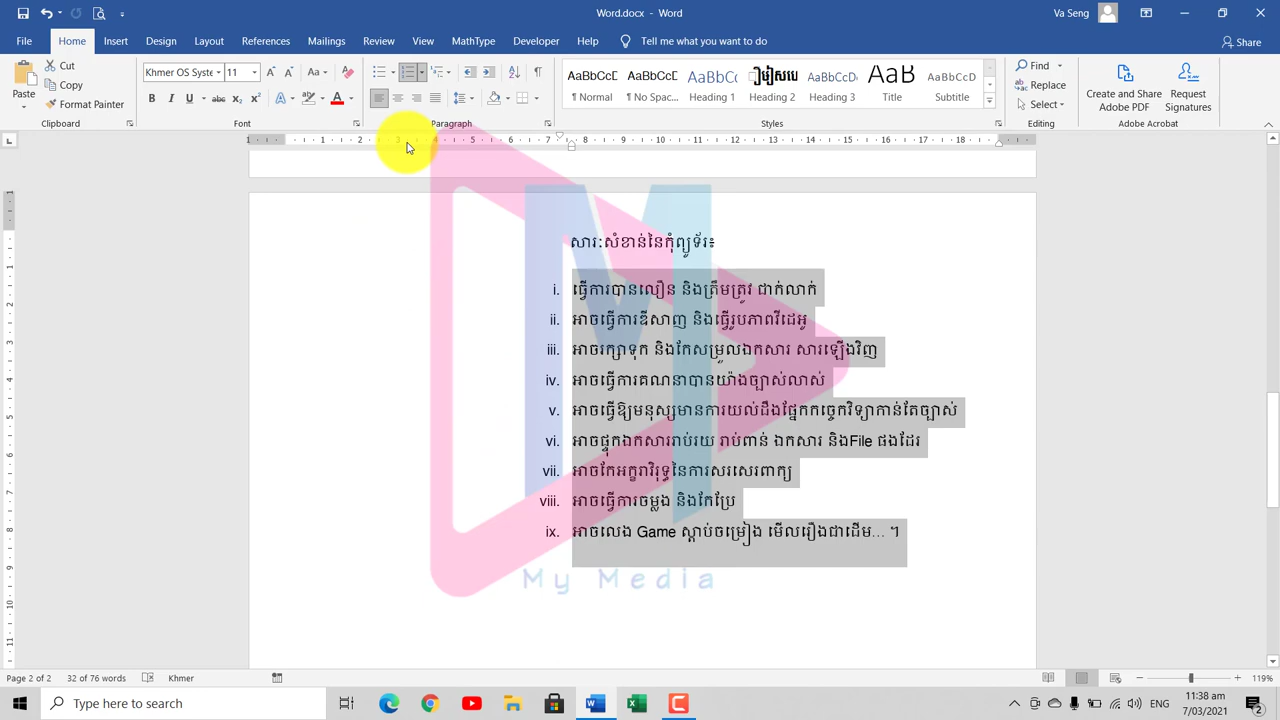 Word.docx - Word
Va Seng
File Home Insert Design Layout References Mailings Review View MathType Developer Help Tell me what you want to do Share
Paste
Cut
Copy
Format Painter
Clipboard
Khmer OS Syste 11
Font
Paragraph
AaBbCcD ¶ Normal
AaBbCcD ¶ No Spac...
AaBbCcD Heading 1
Heading 2
AaBbCcD Heading 3
AaB Title
AaBbCcD Subtitle
Styles
Find
Replace
Select
Editing
Create and Share Adobe PDF
Request Signatures
Adobe Acrobat
សារ:សំខាន់នៃកុំព្យូទ័រ៖
i. ធ្វើការបានលឿន និងត្រឹមត្រូវ ជាក់លាក់
ii. អាចធ្វើការឌីសាញ និងធ្វើរូបភាពវីដេអូ
iii. អាចរក្សាទុក និងកែសម្រួលឯកសារ សារឡើងវិញ
iv. អាចធ្វើការគណនាបានយ៉ាងច្បាស់លាស់
v. អាចធ្វើឱ្យមនុស្សមានការយល់ដឹងផ្នែកកច្ចេកវិទ្យាកាន់តែច្បាស់
vi. អាចផ្ទុកឯកសាររាប់រយ រាប់ពាន់ ឯកសារ និងFile ផងដែរ
vii. អាចកែអក្ខរាវិរុទ្ធនៃការសរសេរពាក្យ
viii. អាចធ្វើការចម្លង និងកែប្រែ
ix. អាចលេង Game ស្តាប់ចម្រៀង មើលរឿងជាដើម... ។
My Media
Page 2 of 2 32 of 76 words Khmer 119%
Type here to search
ENG
11:38 am
7/03/2021